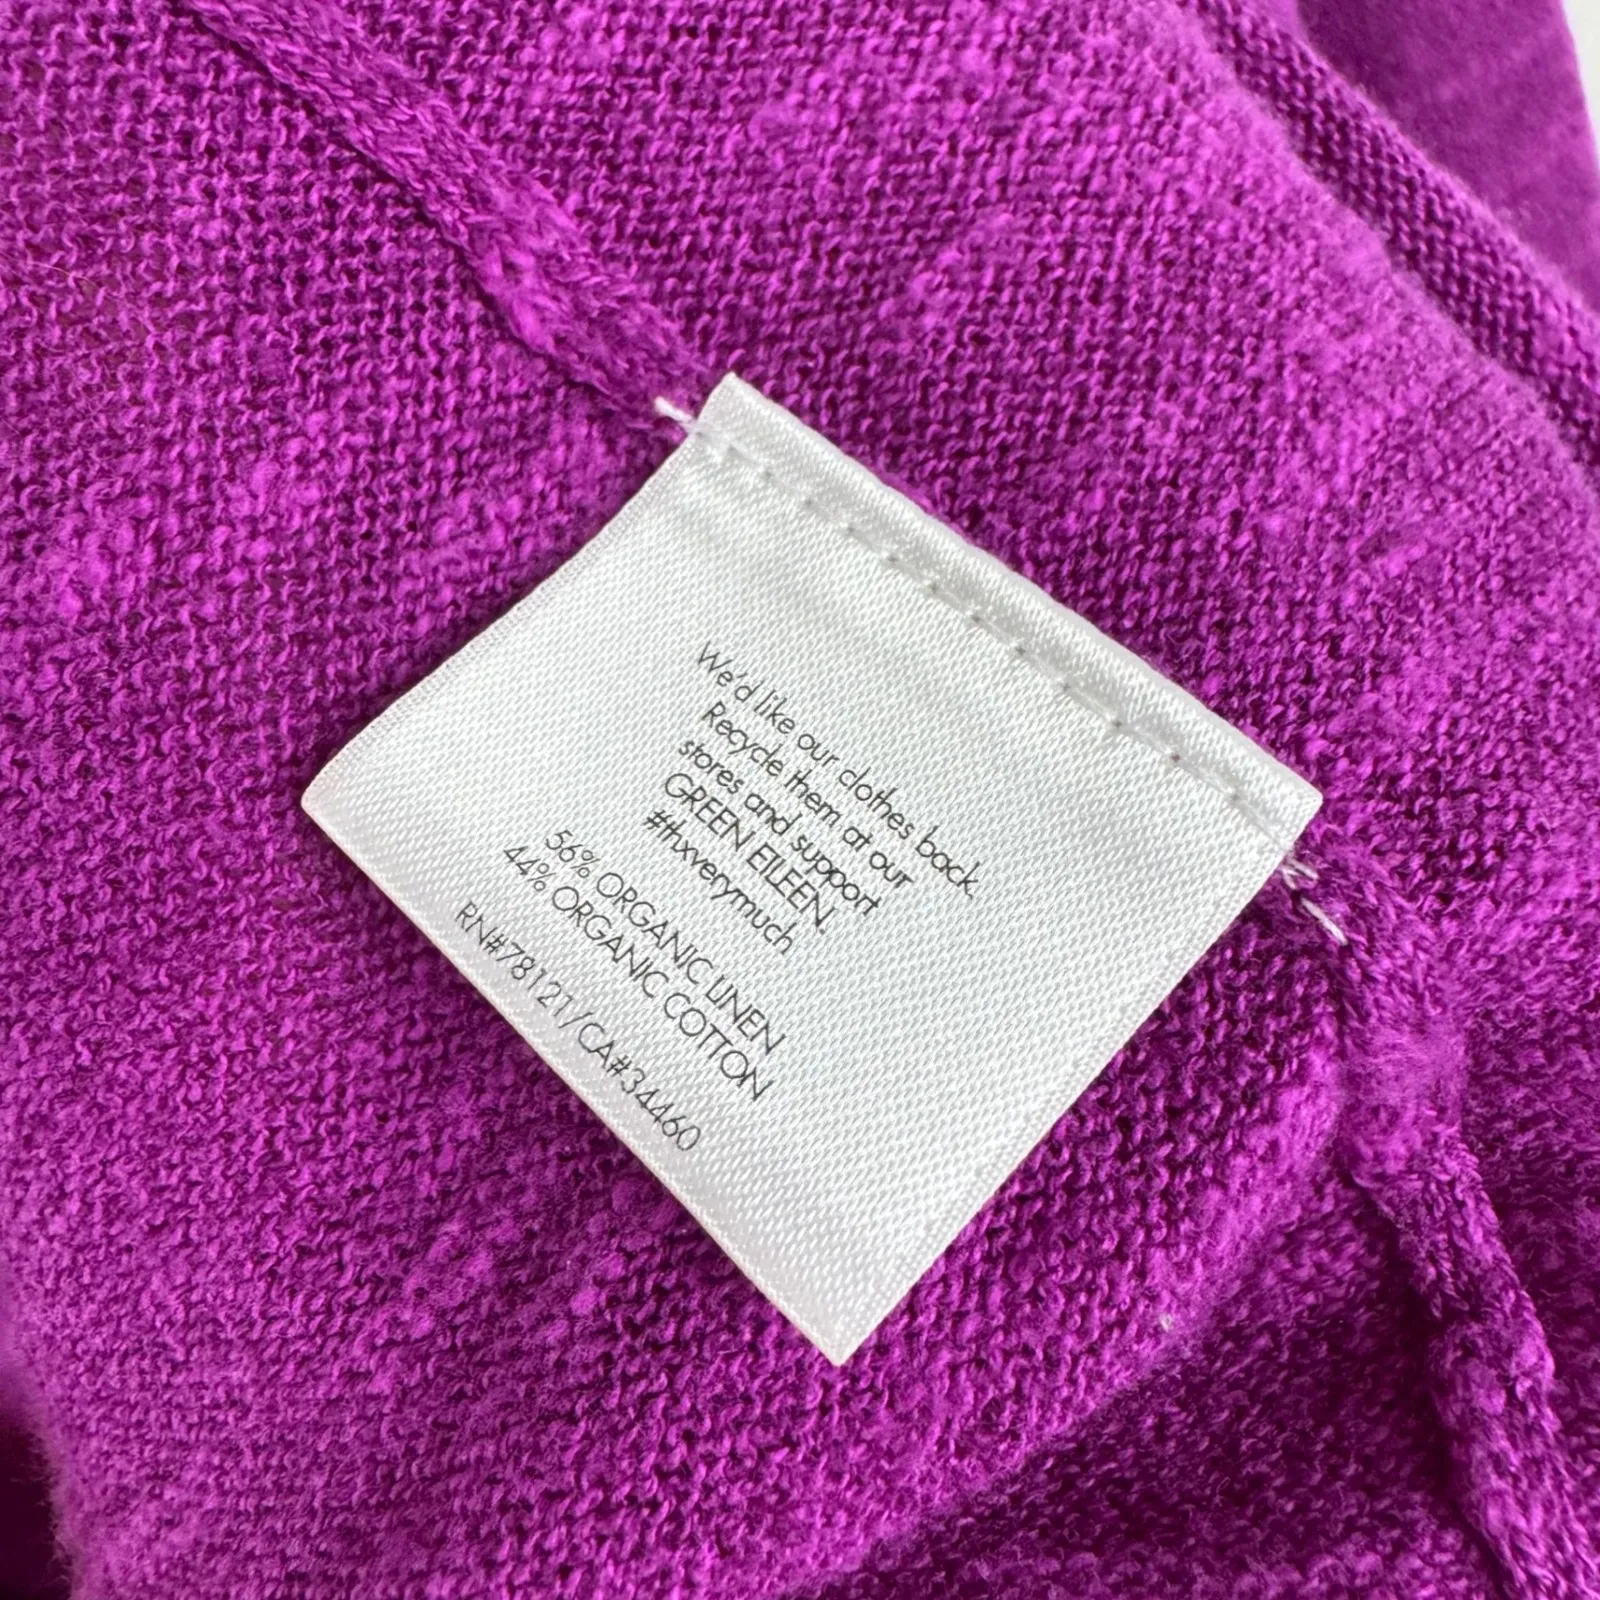 We'd like our clothes back.
Recycle them at our
stores and support
GREEN EILEEN.
#thxverymuch
56% ORGANIC LINEN
44% ORGANIC COTTON
RN#78121/CA#34460